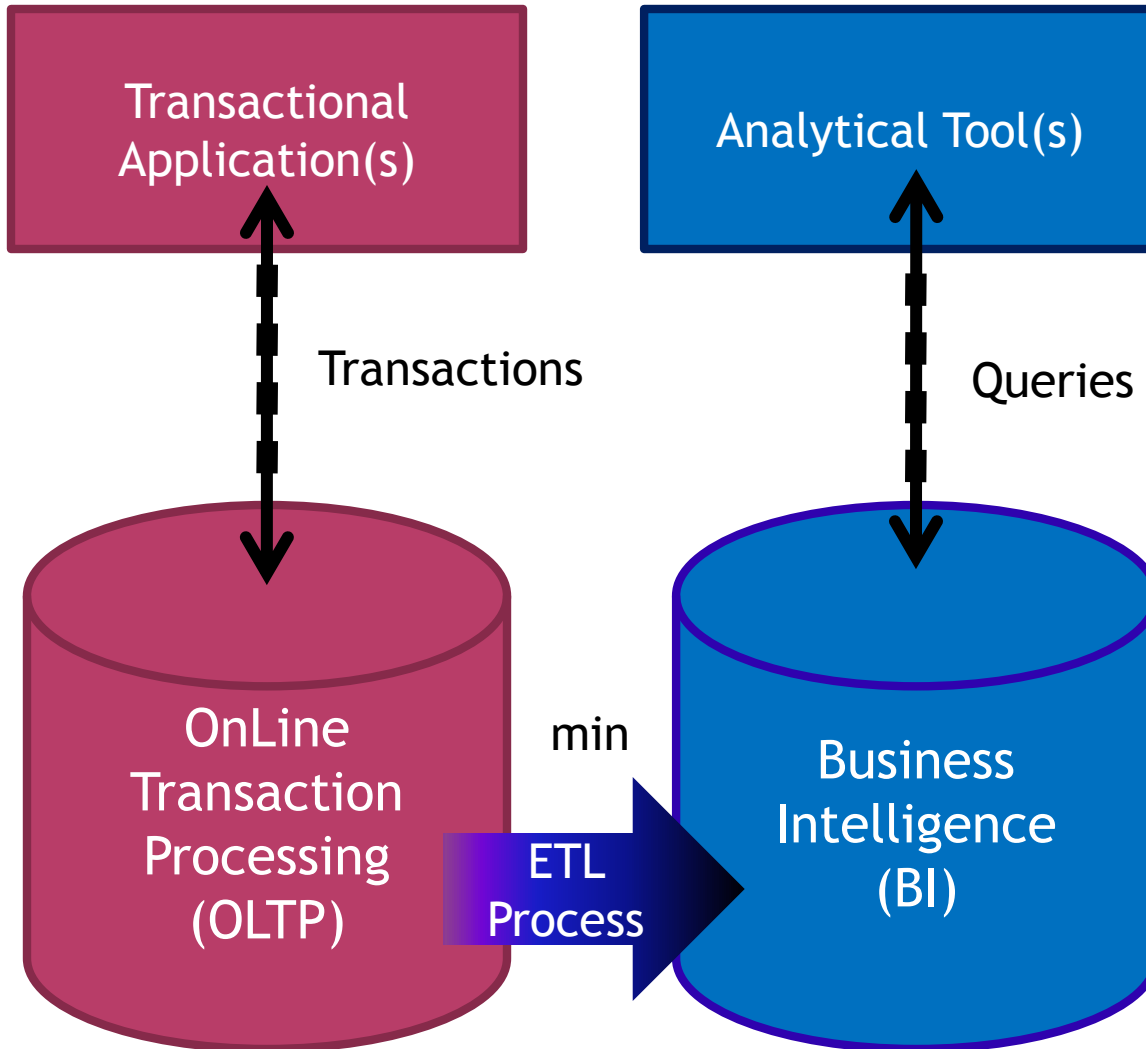 Transactional
Application(s)
Analytical Tool(s)
Transactions
Queries
OnLine
Transaction
Processing
(OLTP)
min
ETL
Process
Business
Intelligence
(BI)